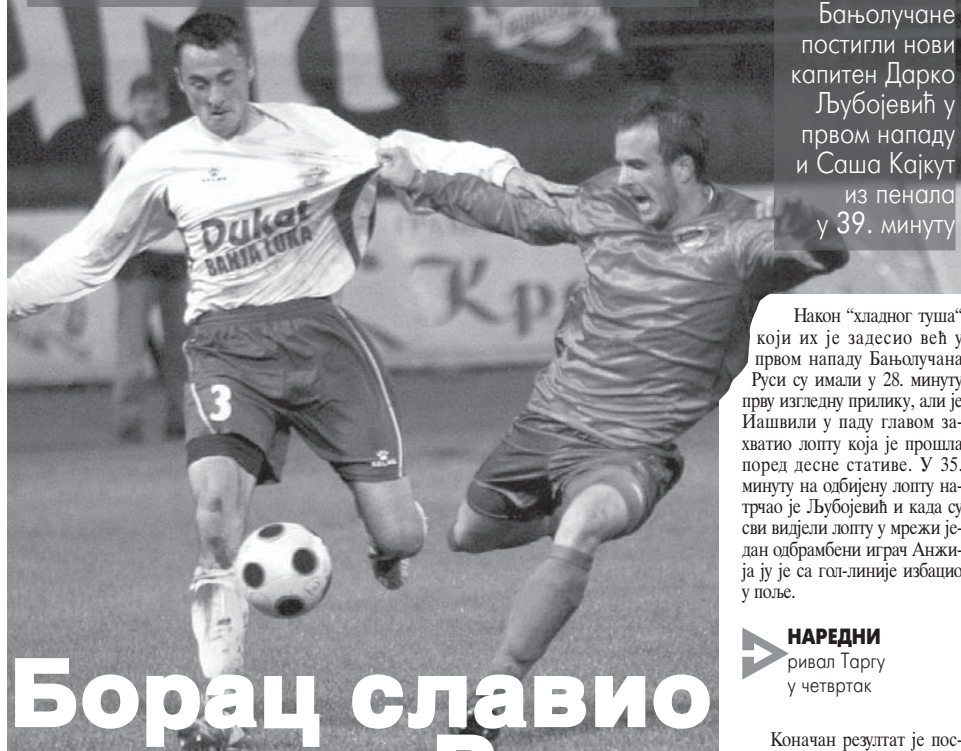 Бањолучане
постигли нови
капитен Дарко
Љубојевић у
првом нападу
и Саша Кајкут
из пенала
у 39. минуту
Dukat
BANJA LUKA
Кре
3
KELME
Након “хладног туша“
који их је задесио већ у
првом нападу Бањолучана
Руси су имали у 28. минуту
прву изгледну прилику, али је
Иашвили у паду главом за-
хватио лопту која је прошла
поред десне стативе. У 35.
минуту на одбијену лопту на-
трчао је Љубојевић и када су
сви видјели лопту у мрежи је-
дан одбрамбени играч Анжи-
ја ју је са гол-линије избацио
у поље.
НАРЕДНИ
ривал Таргу
у четвртак
Борац славио
Коначан резултат је пос-